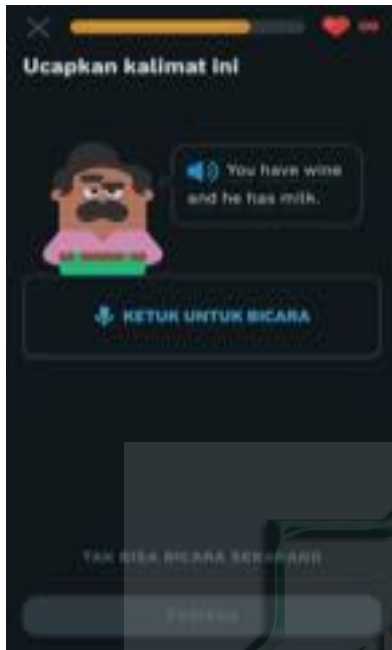 Ucapkan kalimat ini
You have wine
and he has milk.
KETUK UNTUK BICARA
TAK BISA BICARA SEKARANG